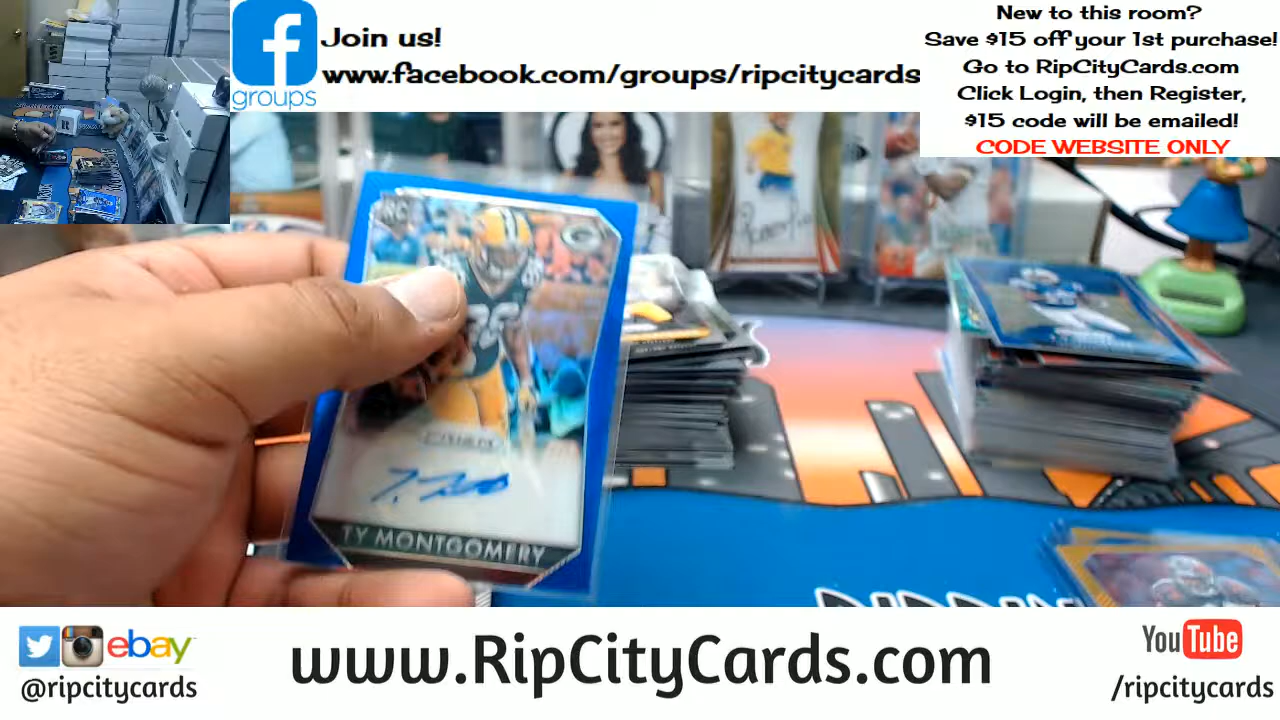 Join us!
www.facebook.com/groups/ripcitycards
groups
New to this room?
Save $15 off your 1st purchase!
Go to RipCityCards.com
Click Login, then Register,
$15 code will be emailed!
CODE WEBSITE ONLY
RC
PRIZM
TY MONTGOMERY
ebay
@ripcitycards
www.RipCityCards.com
YouTube
/ripcitycards